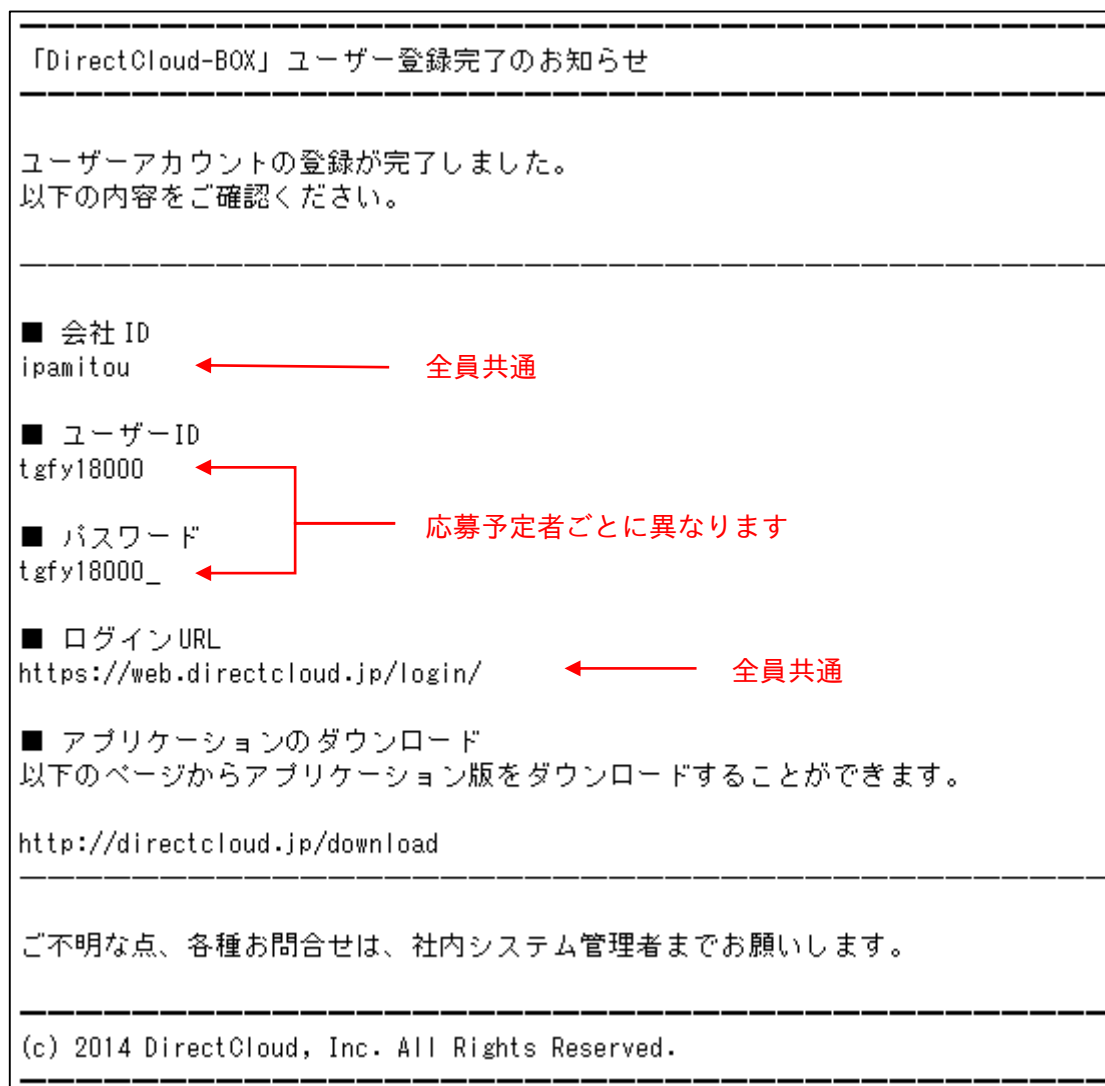 「DirectCloud-BOX」ユーザー登録完了のお知らせ
ユーザーアカウントの登録が完了しました。
以下の内容をご確認ください。
■ 会社ID
ipamitou
全員共通
■ ユーザーID
tgfy18000
応募予定者ごとに異なります
■ パスワード
tgfy18000_
■ ログインURL
https://web.directcloud.jp/login/
全員共通
■ アプリケーションのダウンロード
以下のページからアプリケーション版をダウンロードすることができます。
http://directcloud.jp/download
ご不明な点、各種お問合せは、社内システム管理者までお願いします。
(c) 2014 DirectCloud, Inc. All Rights Reserved.